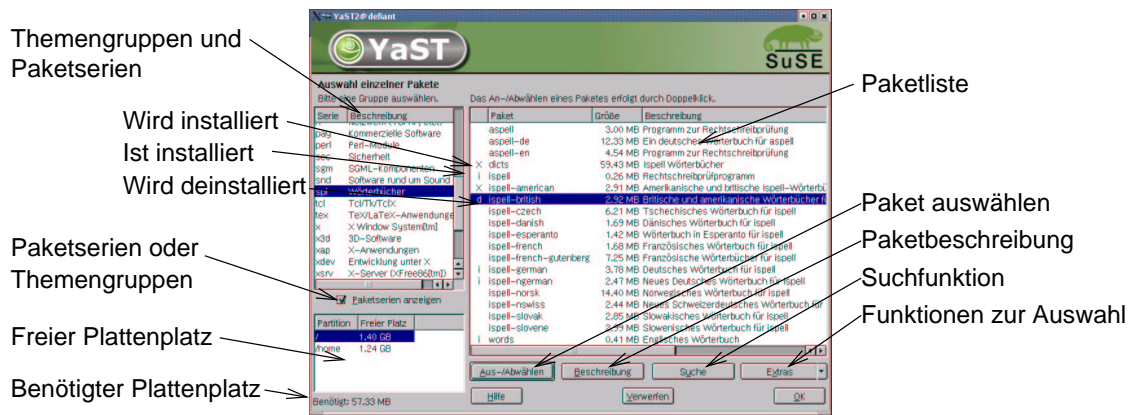 Themengruppen und
Paketserien
Wird installiert
Ist installiert
Wird deinstalliert
Paketserien oder
Themengruppen
Freier Plattenplatz
Benötigter Plattenplatz
YaST2@defiant
YaST
SuSE
Auswahl einzelner Pakete
Bitte eine Gruppe auswählen.
Serie Beschreibung
pay Kommerzielle Software
perl Perl-Module
sec Sicherheit
sgm SGML-Komponenten
snd Software rund um Sound
spl Wörterbücher
tcl Tcl/Tk/TclX
tex TeX/LaTeX-Anwendunge
x X Window System[tm]
x3d 3D-Software
xap X-Anwendungen
xdev Entwicklung unter X
xsrv X-Server (XFree86[tm])
Paketserien anzeigen
Partition Freier Platz
/ 1.40 GB
/home 1.24 GB
Benötigt: 57.33 MB
Das An-/Abwählen eines Paketes erfolgt durch Doppelklick.
Paket Größe Beschreibung
aspell 3.00 MB Programm zur Rechtschreibprüfung
aspell-de 12.33 MB Ein deutsches Wörterbuch für aspell
aspell-en 4.54 MB Programm zur Rechtschreibprüfung
X dicts 59.43 MB Ispell Wörterbücher
i ispell 0.26 MB Rechtschreibprüfprogramm
X ispell-american 2.91 MB Amerikanische und britische Ispell-Wörterbü
d ispell-british 2.92 MB Britische und amerikanische Wörterbücher fü
ispell-czech 6.21 MB Tschechisches Wörterbuch für ispell
ispell-danish 1.69 MB Dänisches Wörterbuch für ispell
ispell-esperanto 1.42 MB Wörterbuch in Esperanto für ispell
ispell-french 1.68 MB Französisches Wörterbuch für ispell
ispell-french-gutenberg 7.25 MB Französisches Wörterbücher für ispell
i ispell-german 3.78 MB Deutsches Wörterbuch für ispell
i ispell-ngerman 2.47 MB Neues Deutsches Wörterbuch für ispell
ispell-norsk 14.40 MB Norwegisches Wörterbuch für ispell
ispell-nswiss 2.44 MB Neues Schweizerdeutsches Wörterbuch für
ispell-slovak 2.85 MB Slowakisches Wörterbuch für ispell
ispell-slovene 2.99 MB Slowenisches Wörterbuch für ispell
i words 0.41 MB Englisches Wörterbuch
Aus-/Abwählen Beschreibung Suche Extras
Hilfe Verwerfen OK
Paketliste
Paket auswählen
Paketbeschreibung
Suchfunktion
Funktionen zur Auswahl